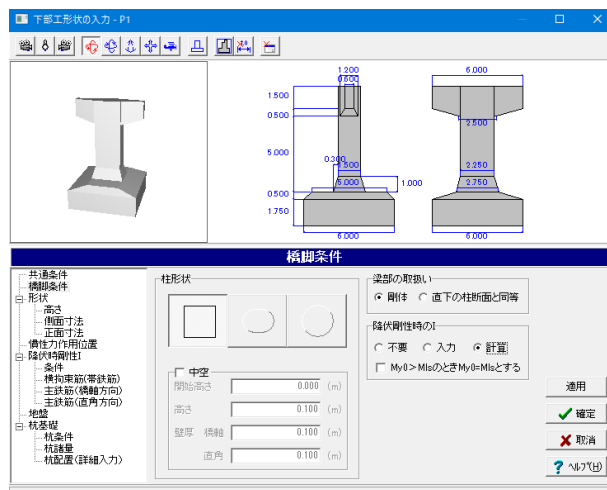 下部工形状の入力 - P1
1.200
0.600
1.500
0.500
5.000
0.300
1.500
5.000
1.000
0.500
1.750
6.000
6.000
2.500
2.250
2.750
6.000
橋脚条件
共通条件
橋脚条件
形状
高さ
側面寸法
正面寸法
慣性力作用位置
降伏時剛性I
条件
横拘束筋(帯鉄筋)
主鉄筋(橋軸方向)
主鉄筋(直角方向)
地盤
杭基礎
杭条件
杭諸量
杭配置(詳細入力)
柱形状
中空
開始高さ 0.000 (m)
高さ 0.100 (m)
壁厚 橋軸 0.100 (m)
直角 0.100 (m)
梁部の取扱い
剛体 直下の柱断面と同等
降伏剛性時のI
不要 入力 計算
My0>MlsのときMy0=Mlsとする
適用
確定
取消
ヘルプ(H)